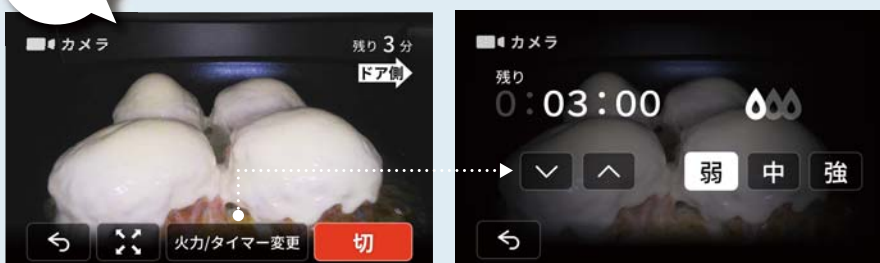 カメラ
残り 3 分
ドア側
火力/タイマー変更
切
カメラ
残り
0:03:00
弱 中 強